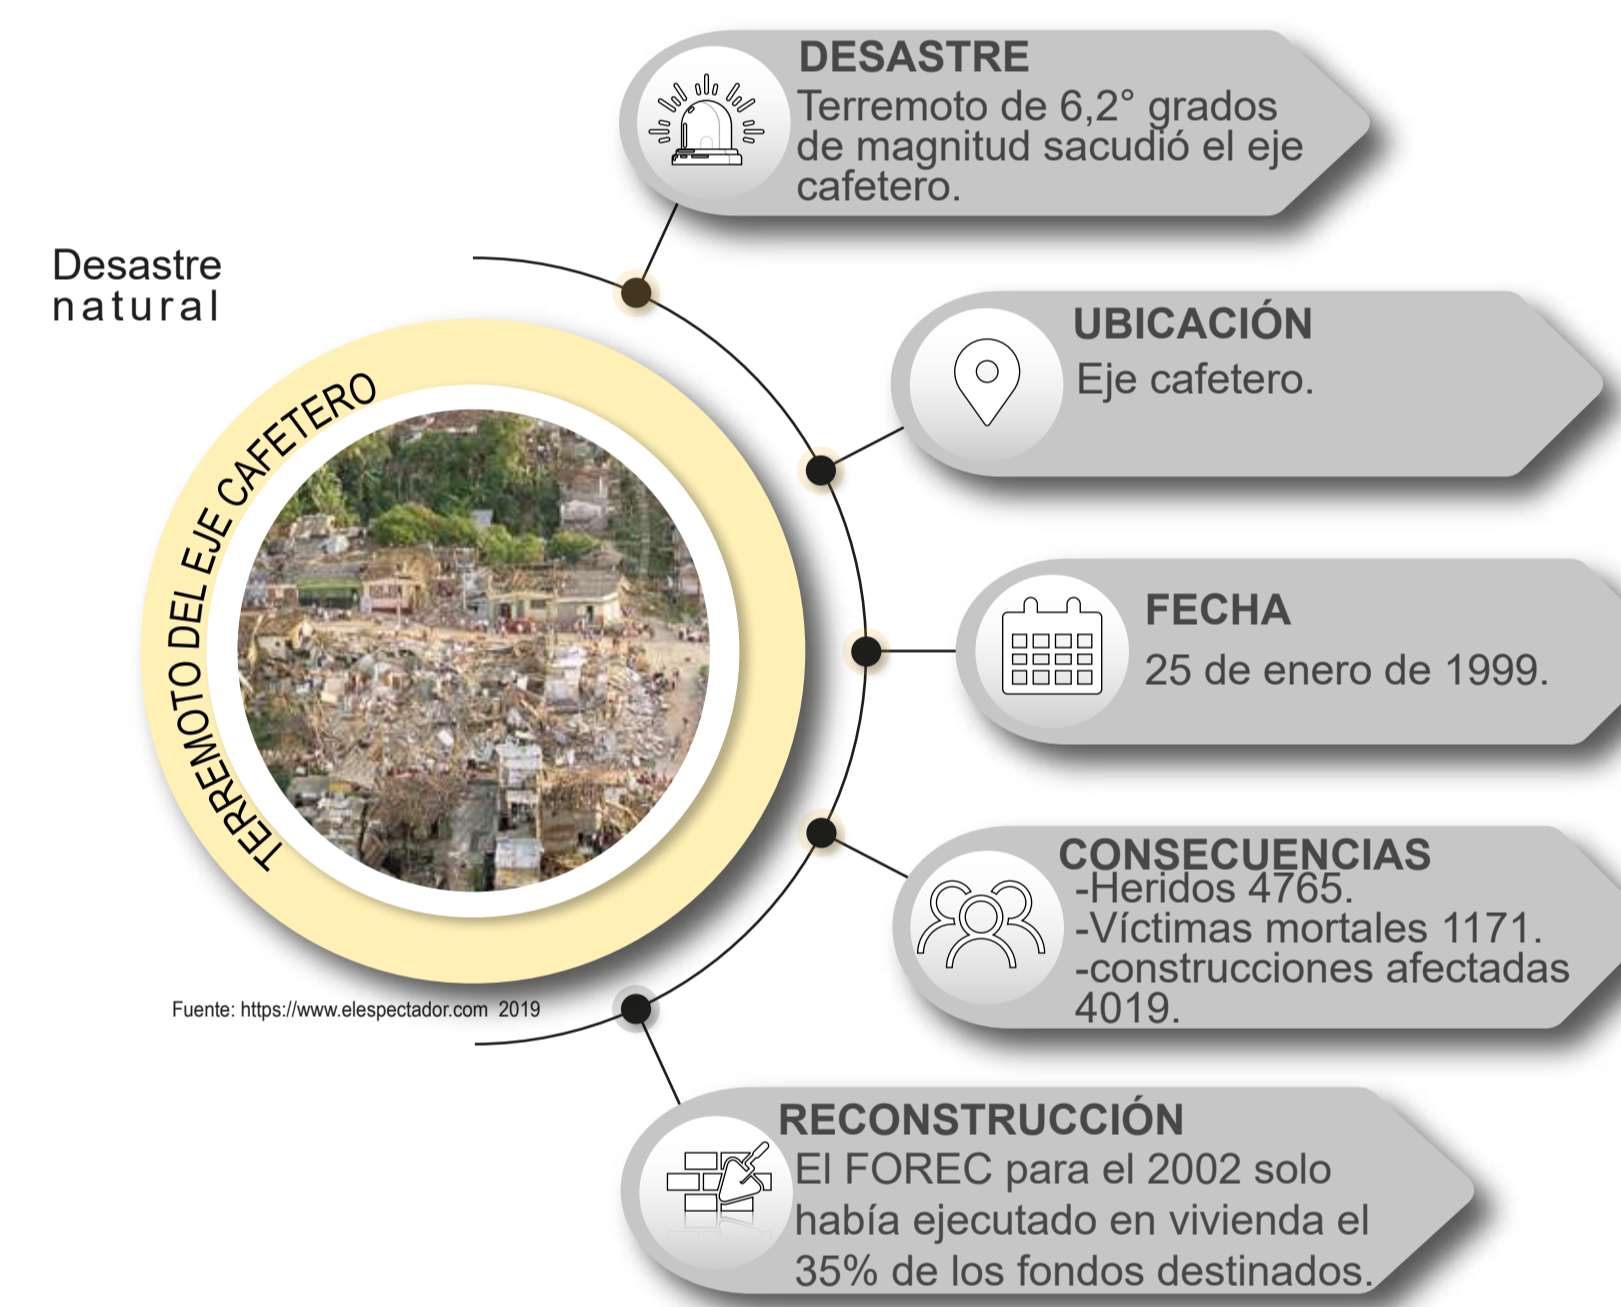 DESASTRE
Terremoto de 6,2° grados
de magnitud sacudió el eje
cafetero.
Desastre
natural
UBICACIÓN
Eje cafetero.
TERREMOTO DEL EJE CAFETERO
FECHA
25 de enero de 1999.
CONSECUENCIAS
-Heridos 4765.
-Víctimas mortales 1171.
-construcciones afectadas
4019.
Fuente: https://www.elespectador.com 2019
RECONSTRUCCIÓN
El FOREC para el 2002 solo
había ejecutado en vivienda el
35% de los fondos destinados.